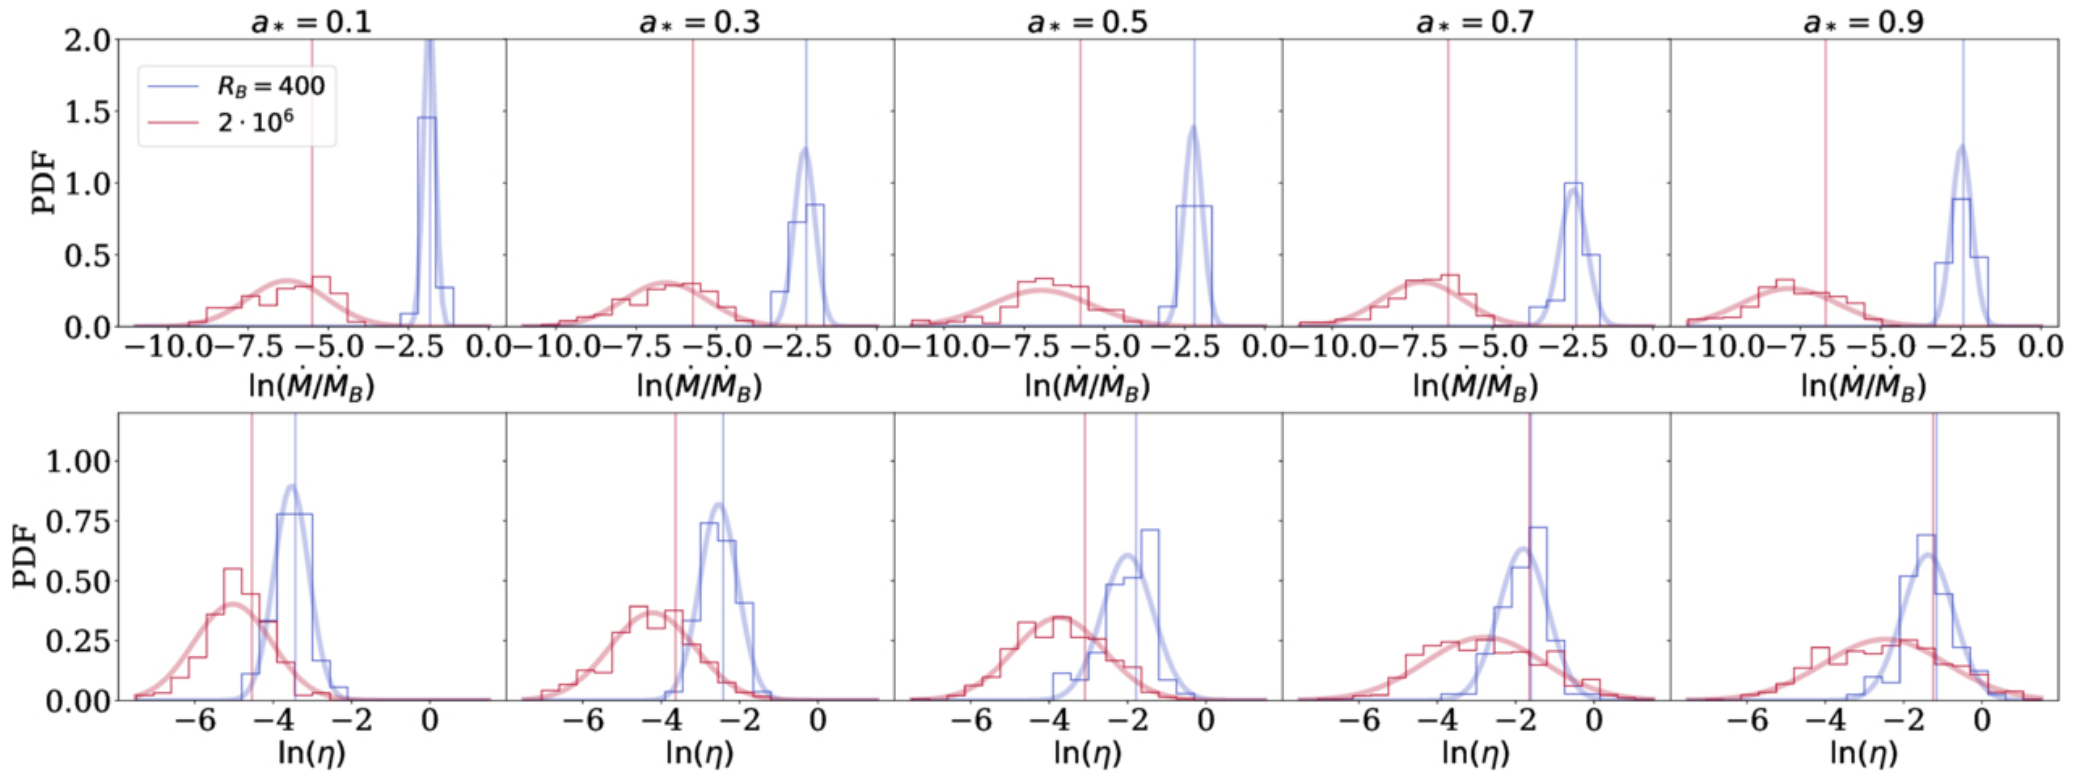 a* = 0.1 a* = 0.3 a* = 0.5 a* = 0.7 a* = 0.9
2.0
1.5
1.0
0.5
0.0
PDF
R_B = 400
2 · 10⁶
−10.0 −7.5 −5.0 −2.5 0.0 −10.0 −7.5 −5.0 −2.5 0.0 −10.0 −7.5 −5.0 −2.5 0.0 −10.0 −7.5 −5.0 −2.5 0.0 −10.0 −7.5 −5.0 −2.5 0.0
ln(Ṁ/Ṁ_B) ln(Ṁ/Ṁ_B) ln(Ṁ/Ṁ_B) ln(Ṁ/Ṁ_B) ln(Ṁ/Ṁ_B)
1.00
0.75
0.50
0.25
0.00
PDF
−6 −4 −2 0 −6 −4 −2 0 −6 −4 −2 0 −6 −4 −2 0 −6 −4 −2 0
ln(η) ln(η) ln(η) ln(η) ln(η)